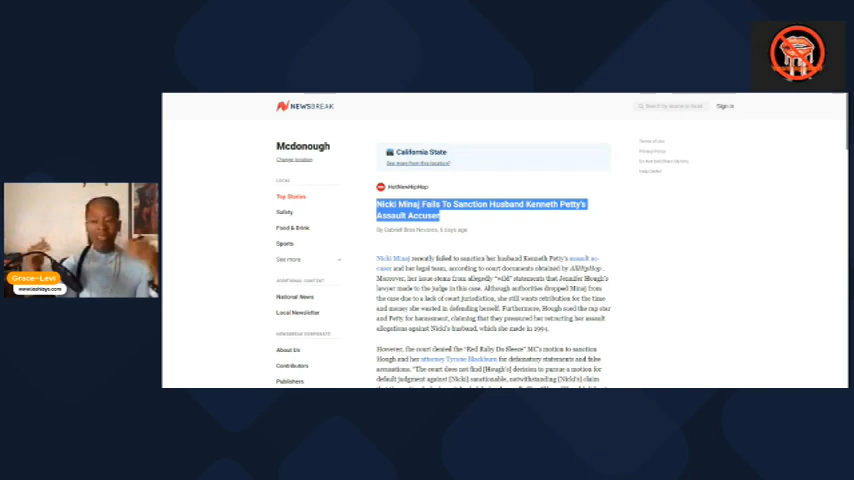 NEWSBREAK
Search by source or local
Sign in
Mcdonough
Change location
LOCAL
Top Stories
Safety
Food & Drink
Sports
See more
ADDITIONAL CONTENT
National News
Local Newsletter
NEWSBREAK CORPORATE
About Us
Contributors
Publishers
California State
See more from this location?
HotNewHipHop
Nicki Minaj Fails To Sanction Husband Kenneth Petty's
Assault Accuser
By Gabriel Bras Nevares, 5 days ago
Nicki Minaj recently failed to sanction her husband Kenneth Petty's assault ac-
cuser and her legal team, according to court documents obtained by AllHipHop.
Moreover, her issue stems from allegedly "wild" statements that Jennifer Hough's
lawyer made to the judge in this case. Although authorities dropped Minaj from
the case due to a lack of court jurisdiction, she still wants retribution for the time
and money she wasted in defending herself. Furthermore, Hough sued the rap star
and Petty for harassment, claiming that they pressured her retracting her assault
allegations against Nicki's husband, which she made in 1994.
However, the court denied the "Red Ruby Da Sleeze" MC's motion to sanction
Hough and her attorney Tyrone Blackburn for defamatory statements and false
accusations. "The court does not find [Hough's] decision to pursue a motion for
default judgment against [Nicki] sanctionable, notwithstanding [Nicki's] claim
Terms of Use
Privacy Policy
Help Center
Grace-Levi